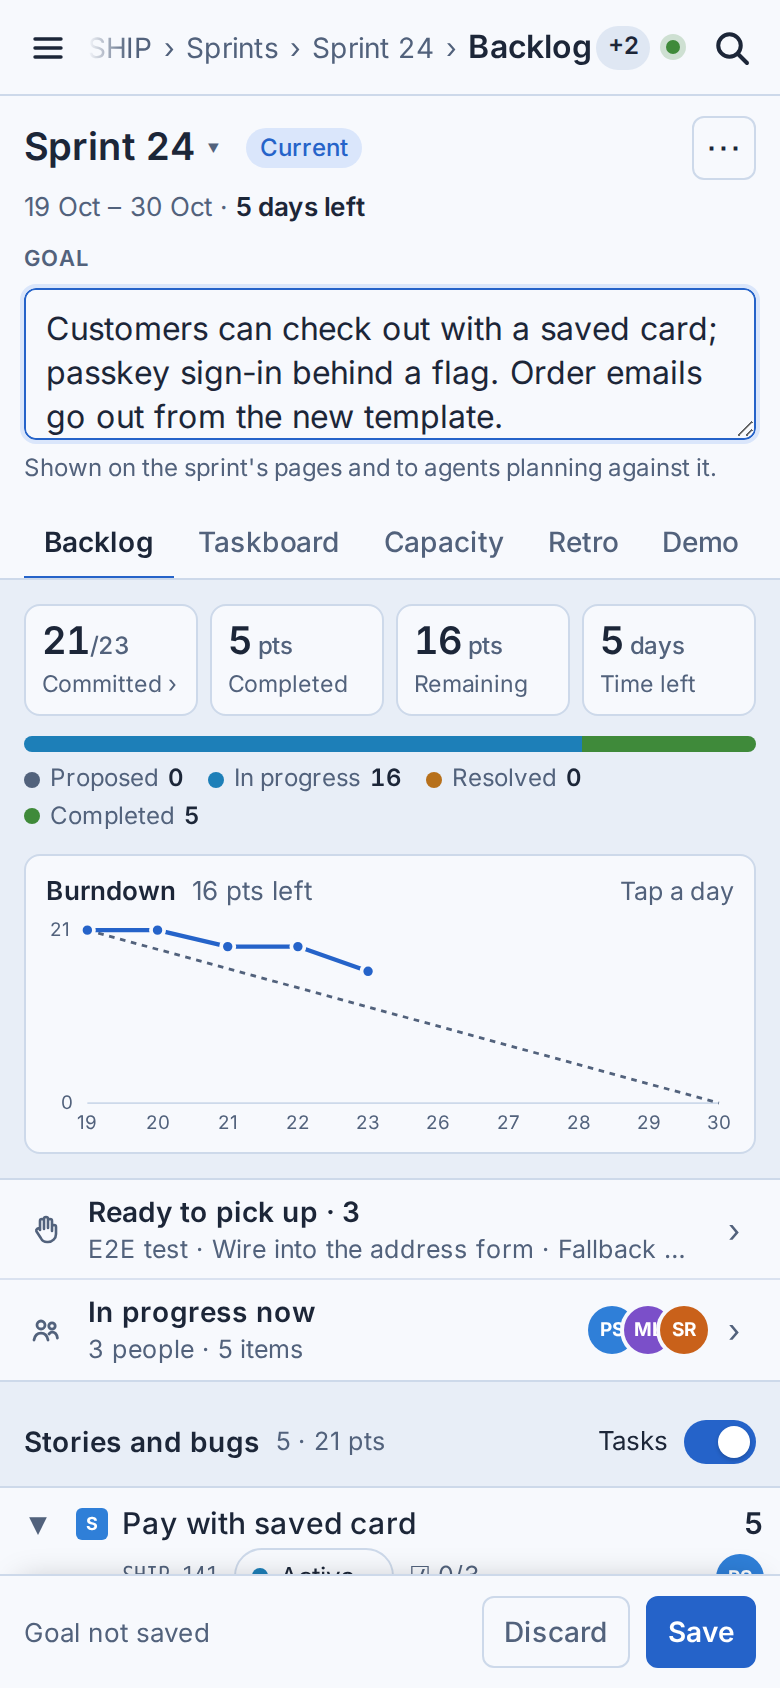 SHIP › Sprints › Sprint 24 › Backlog +2
Sprint 24 ▾ Current ...
19 Oct – 30 Oct · 5 days left
GOAL
Customers can check out with a saved card;
passkey sign-in behind a flag. Order emails
go out from the new template.
Shown on the sprint's pages and to agents planning against it.
Backlog Taskboard Capacity Retro Demo
21/23 5 pts 16 pts 5 days
Committed › Completed Remaining Time left
Proposed 0 In progress 16 Resolved 0
Completed 5
Burndown 16 pts left Tap a day
21
0
19 20 21 22 23 26 27 28 29 30
Ready to pick up · 3
E2E test · Wire into the address form · Fallback ... ›
In progress now
3 people · 5 items PS SR ›
Stories and bugs 5 · 21 pts Tasks
▼ S Pay with saved card 5
SHIP-141 Active 0/3 PS
Goal not saved Discard Save